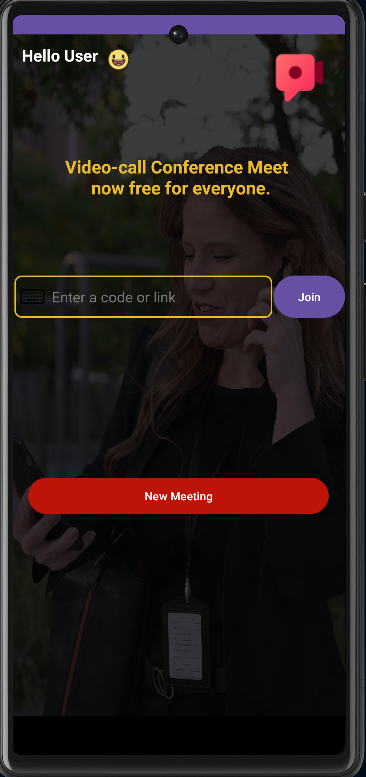 Hello User 😃
Video-call Conference Meet
now free for everyone.
Enter a code or link
Join
New Meeting